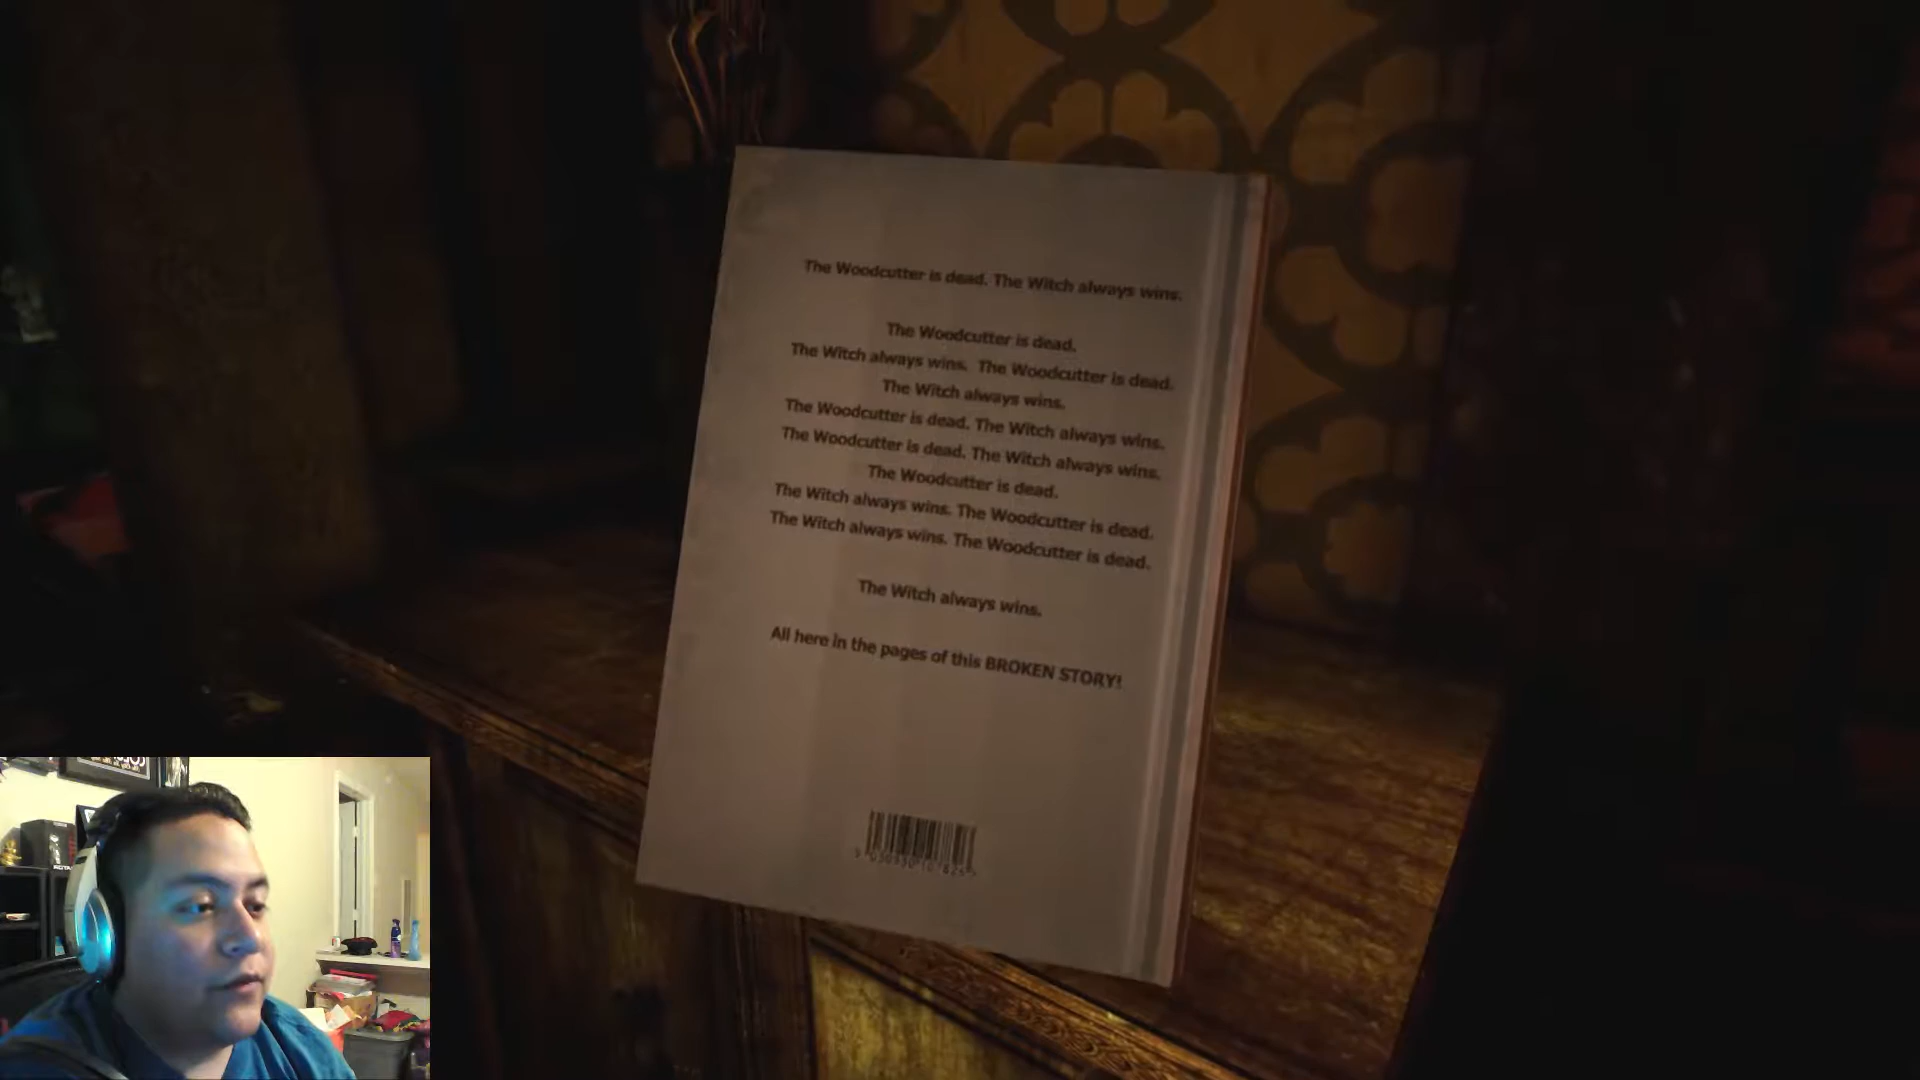 The Woodcutter is dead. The Witch always wins.
The Woodcutter is dead.
The Witch always wins. The Woodcutter is dead.
The Witch always wins.
The Woodcutter is dead. The Witch always wins.
The Woodcutter is dead. The Witch always wins.
The Woodcutter is dead.
The Witch always wins. The Woodcutter is dead.
The Witch always wins. The Woodcutter is dead.
The Witch always wins.
All here in the pages of this BROKEN STORY!